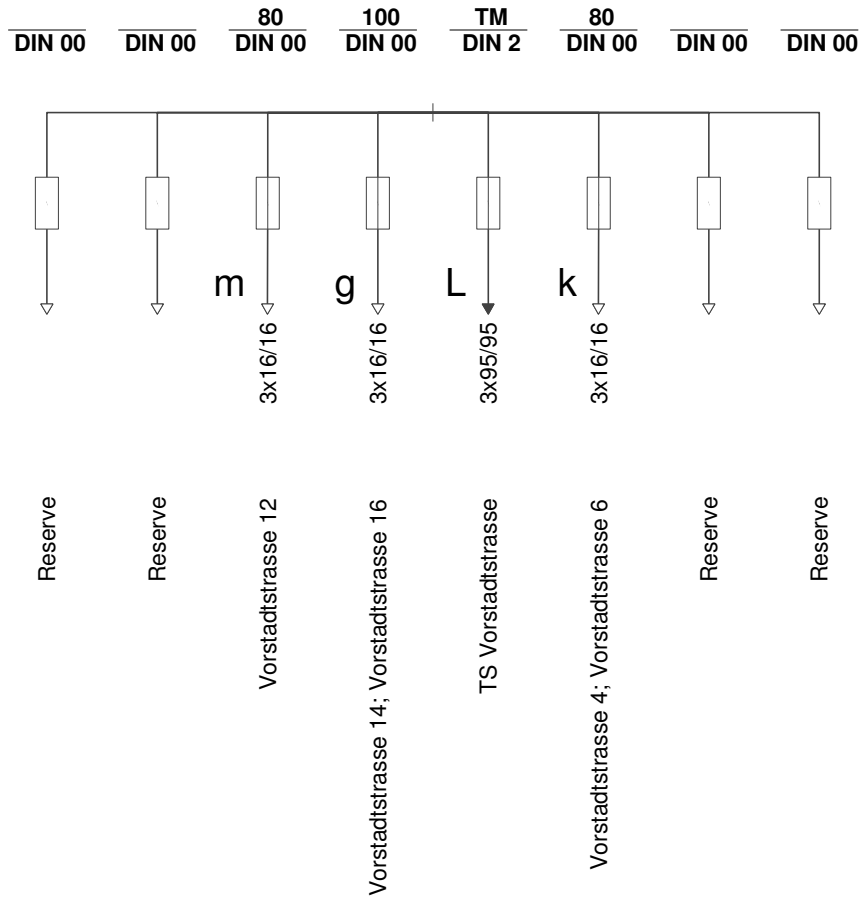 80 100 TM 80
DIN 00 DIN 00 DIN 00 DIN 00 DIN 2 DIN 00 DIN 00 DIN 00
m g L k
3x16/16
3x16/16
3x95/95
3x16/16
Reserve
Reserve
Vorstadtstrasse 12
Vorstadtstrasse 14; Vorstadtstrasse 16
TS Vorstadtstrasse
Vorstadtstrasse 4; Vorstadtstrasse 6
Reserve
Reserve